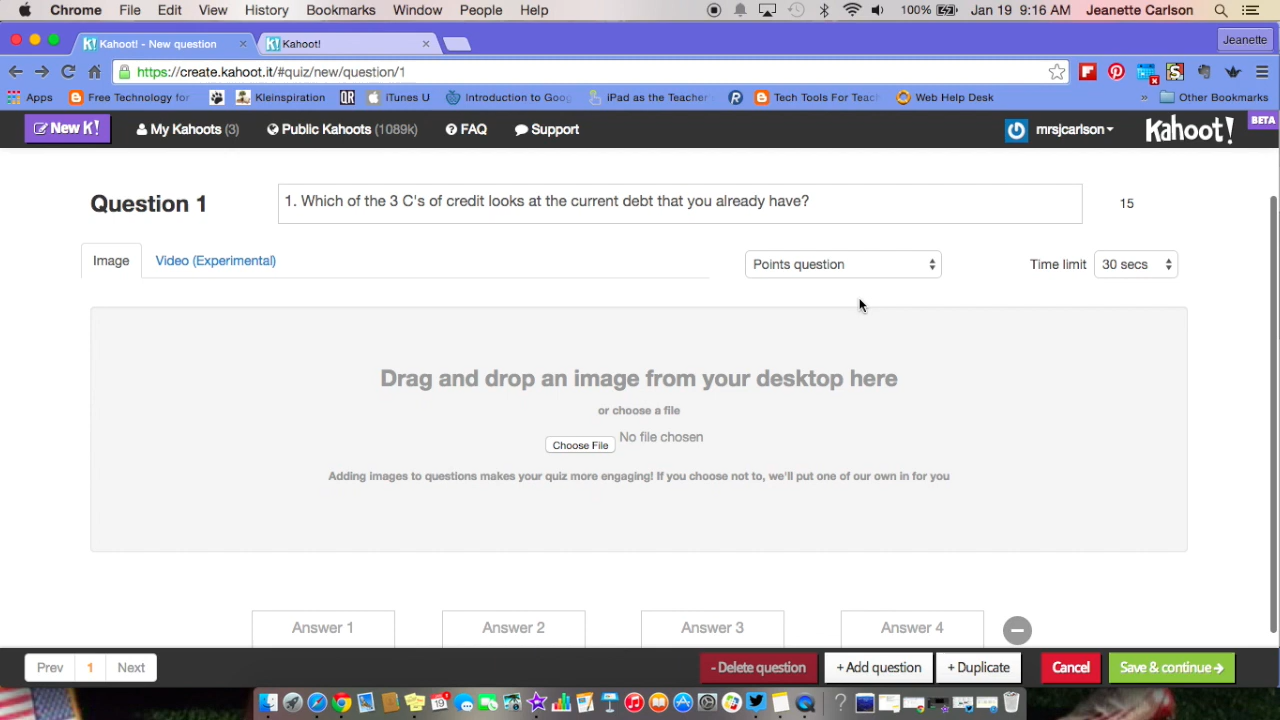 Chrome File Edit View History Bookmarks Window People Help 100% Jan 19 9:16 AM Jeanette Carlson
K! Kahoot! - New question × K! Kahoot! × Jeanette
https://create.kahoot.it/#quiz/new/question/1
Apps Free Technology for Kleinspiration QR iTunes U Introduction to Goog iPad as the Teacher Tech Tools For Teach Web Help Desk » Other Bookmarks
New K! My Kahoots (3) Public Kahoots (1089k) FAQ Support mrsjcarlson Kahoot! BETA
Question 1 1. Which of the 3 C's of credit looks at the current debt that you already have? 15
Image Video (Experimental) Points question Time limit 30 secs
Drag and drop an image from your desktop here
or choose a file
Choose File No file chosen
Adding images to questions makes your quiz more engaging! If you choose not to, we'll put one of our own in for you
Answer 1 Answer 2 Answer 3 Answer 4
Prev 1 Next - Delete question + Add question + Duplicate Cancel Save & continue